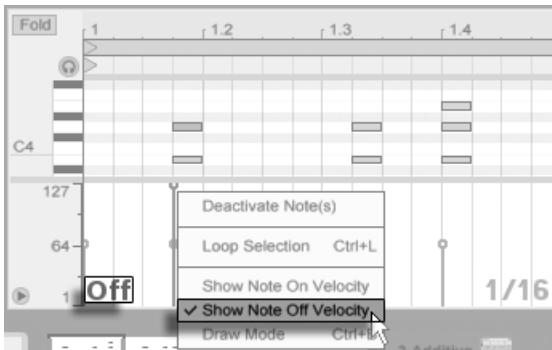 Fold
1 1.2 1.3 1.4
C4
127
Deactivate Note(s)
64
Loop Selection Ctrl+L
Show Note On Velocity
1 Off 1/16
✓ Show Note Off Velocity
Draw Mode